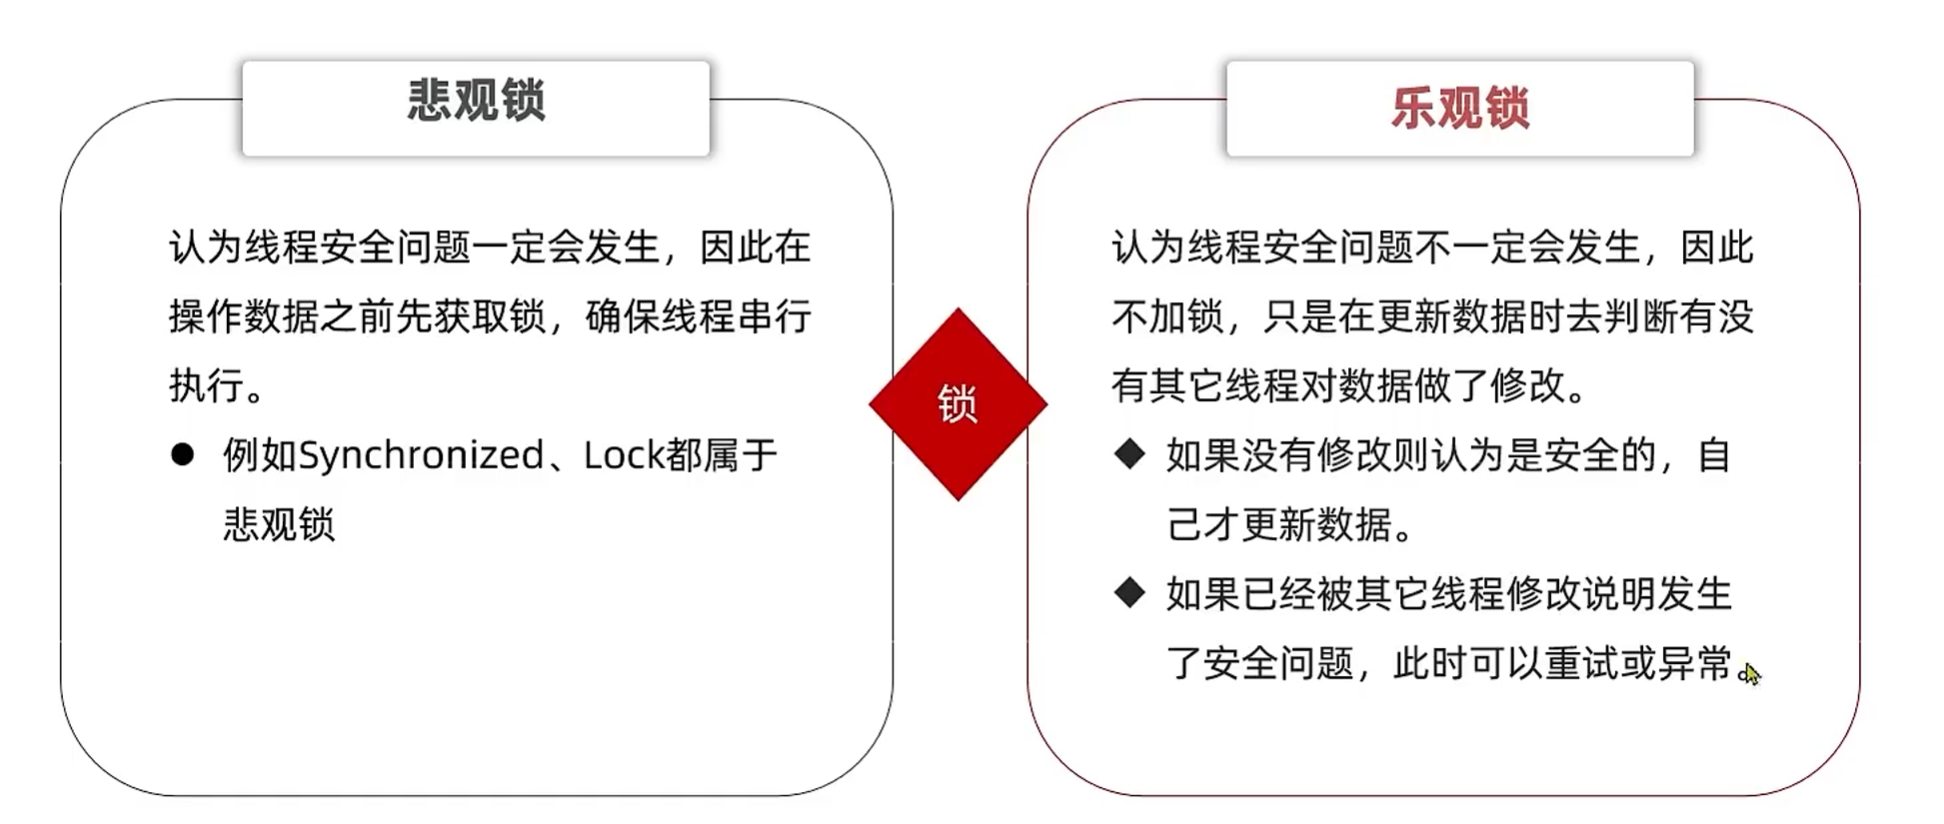 悲观锁
认为线程安全问题一定会发生，因此在
操作数据之前先获取锁，确保线程串行
执行。
例如Synchronized、Lock都属于
悲观锁
锁
乐观锁
认为线程安全问题不一定会发生，因此
不加锁，只是在更新数据时去判断有没
有其它线程对数据做了修改。
如果没有修改则认为是安全的，自
己才更新数据。
如果已经被其它线程修改说明发生
了安全问题，此时可以重试或异常。